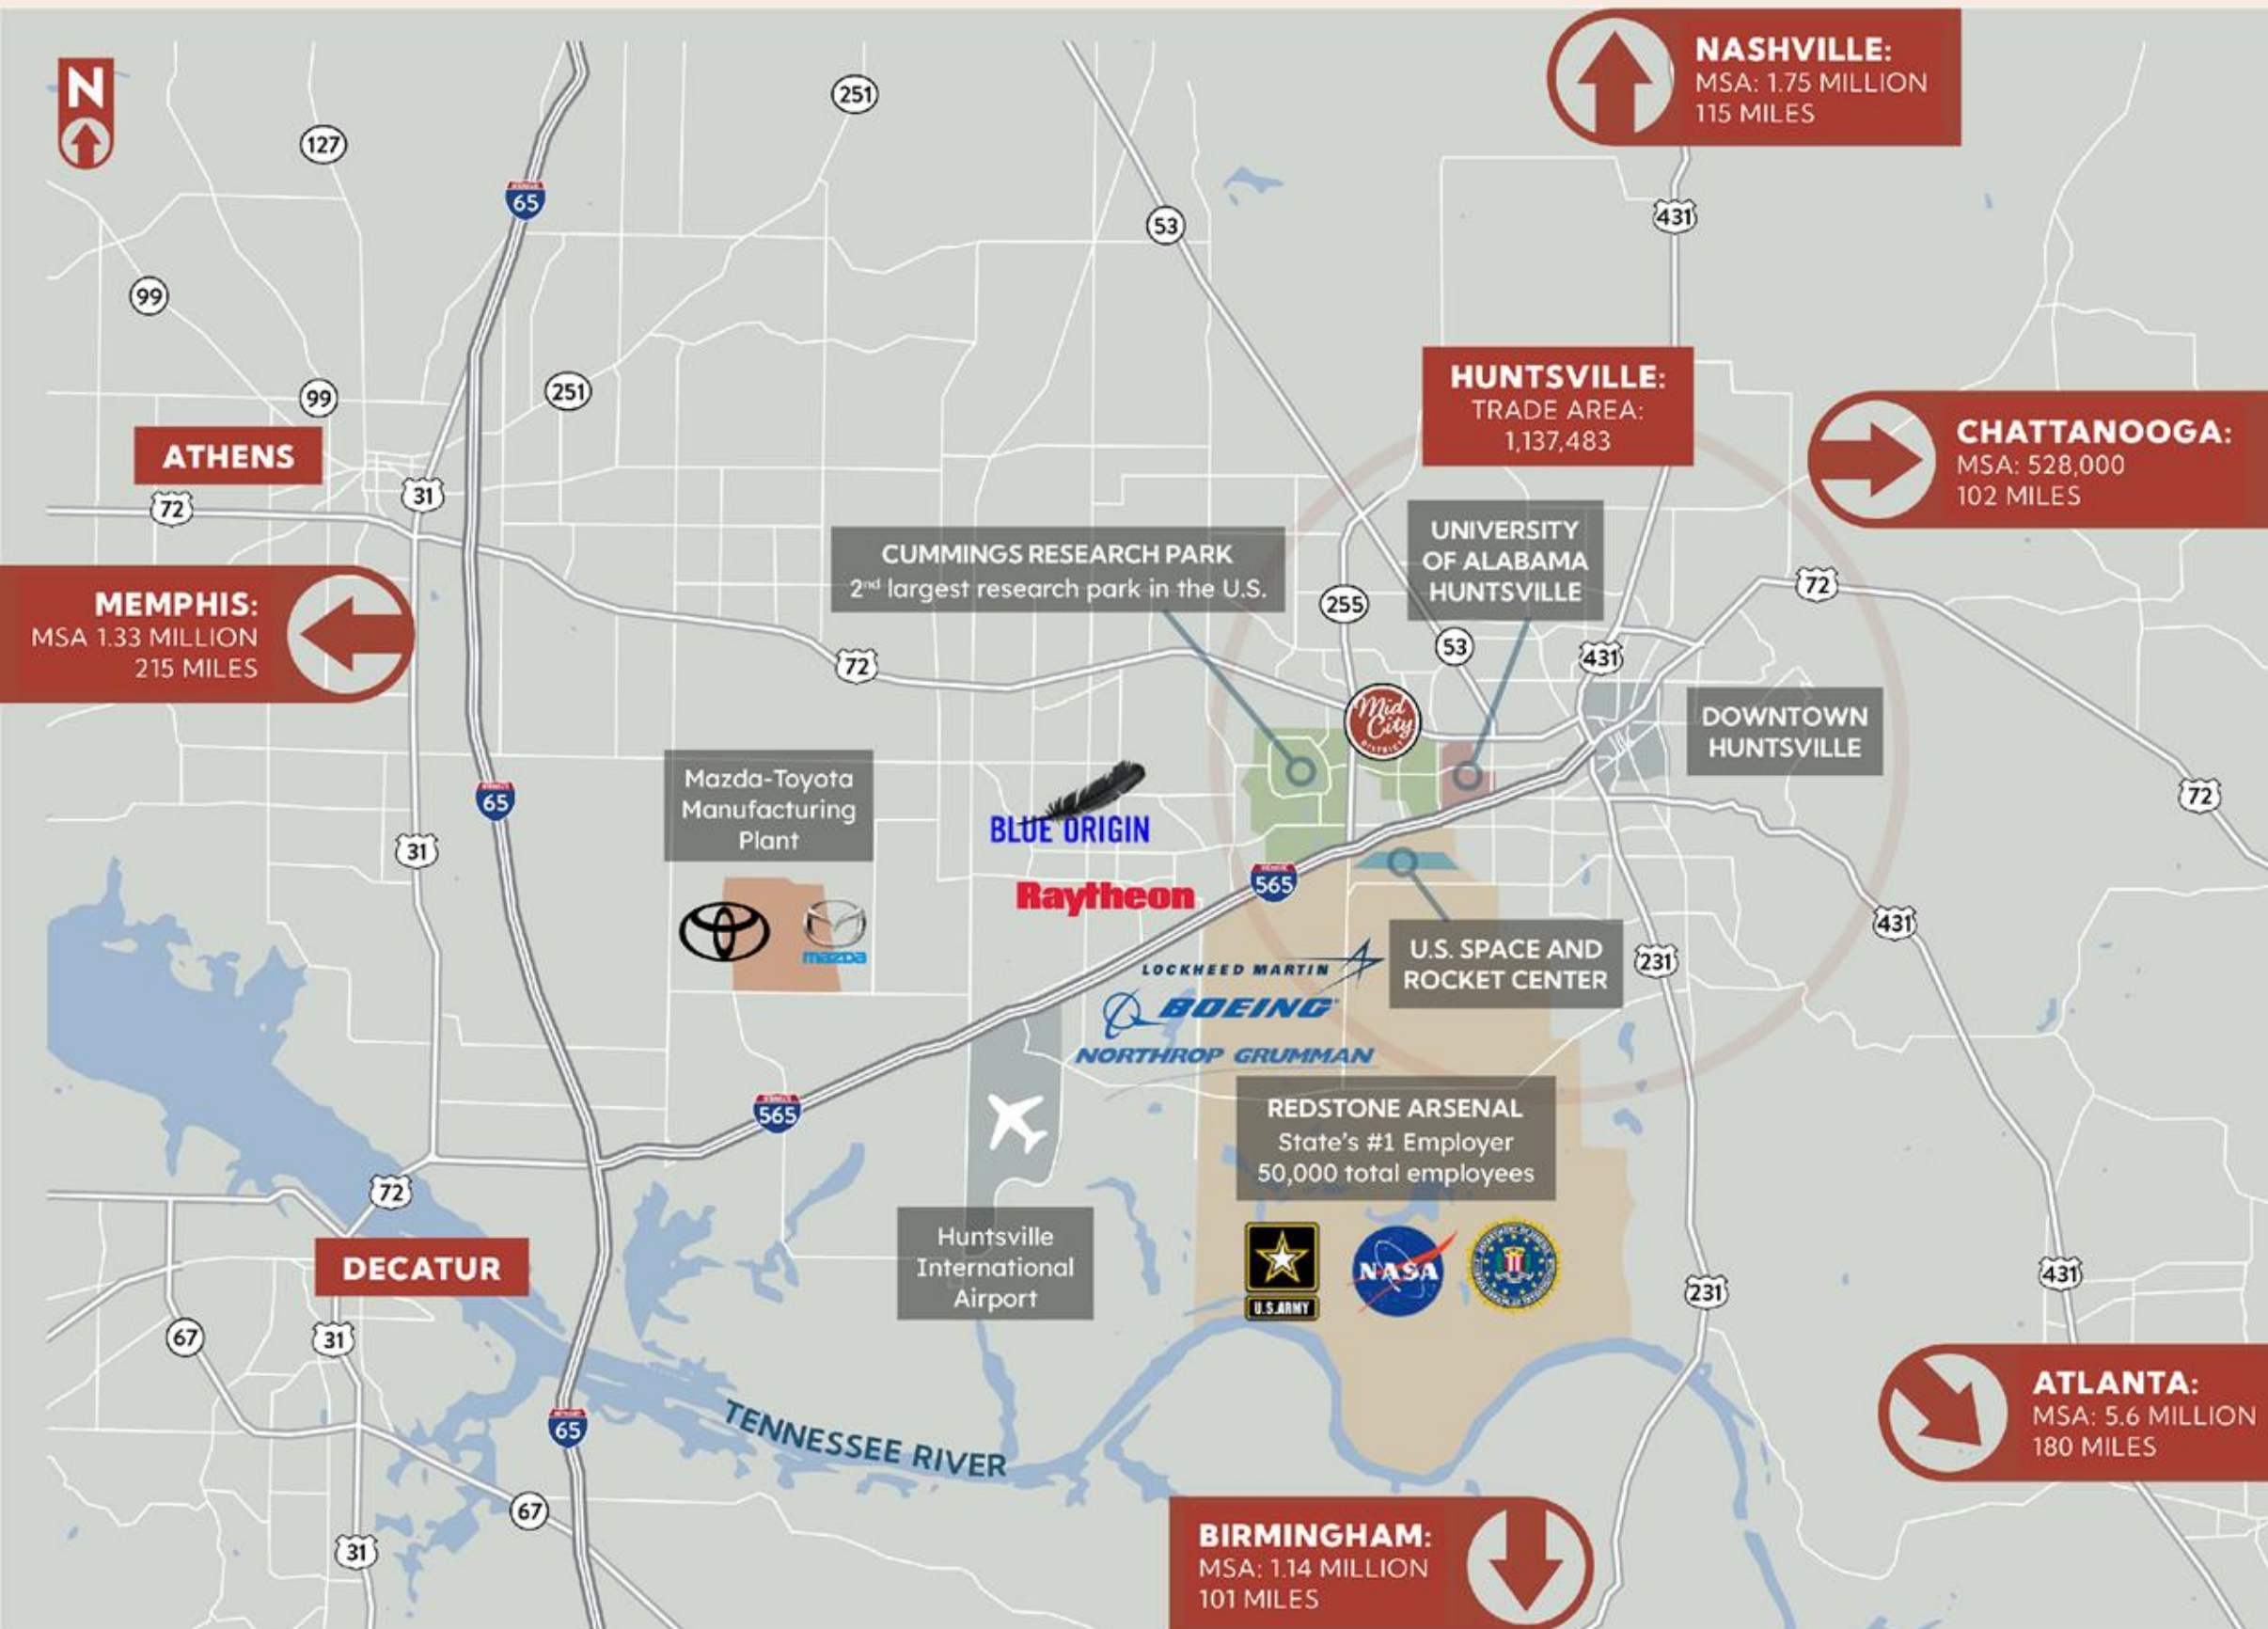 N
NASHVILLE:
MSA: 1.75 MILLION
115 MILES
251
127
65
431
53
99
HUNTSVILLE:
TRADE AREA:
1,137,483
251
99
CHATTANOOGA:
MSA: 528,000
102 MILES
ATHENS
31
72
CUMMINGS RESEARCH PARK
2nd largest research park in the U.S.
UNIVERSITY
OF ALABAMA
HUNTSVILLE
72
255
MEMPHIS:
MSA 1.33 MILLION
215 MILES
53
431
72
Mid
City
DISTRICT
DOWNTOWN
HUNTSVILLE
Mazda-Toyota
Manufacturing
Plant
65
72
BLUE ORIGIN
31
Raytheon
565
mazda
431
U.S. SPACE AND
ROCKET CENTER
231
LOCKHEED MARTIN
BOEING
NORTHROP GRUMMAN
565
REDSTONE ARSENAL
State's #1 Employer
50,000 total employees
72
Huntsville
International
Airport
DECATUR
NASA
U.S.ARMY
431
231
67
31
ATLANTA:
MSA: 5.6 MILLION
180 MILES
65
TENNESSEE RIVER
67
31
BIRMINGHAM:
MSA: 1.14 MILLION
101 MILES